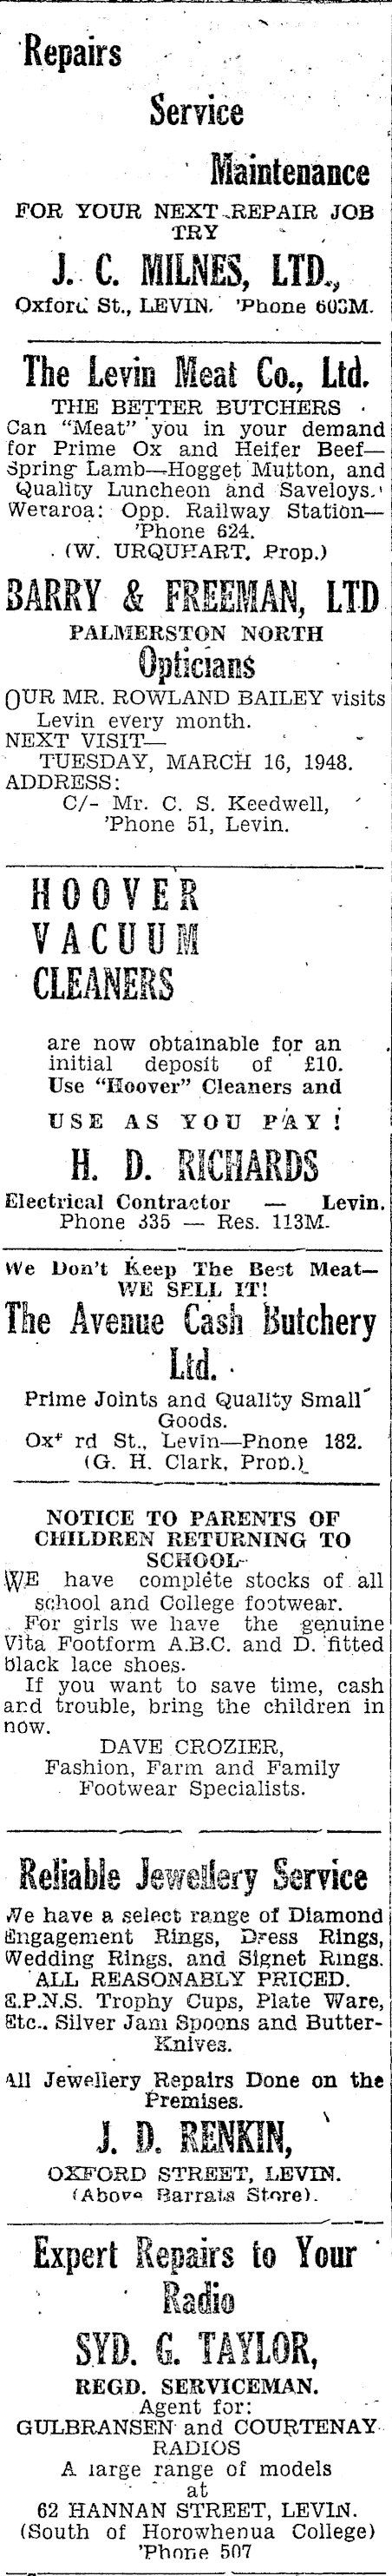 Repairs
Service
Maintenance
FOR YOUR NEXT REPAIR JOB
TRY
J. C. MILNES, LTD.,
Oxford St., LEVIN. 'Phone 603M.
The Levin Meat Co., Ltd.
THE BETTER BUTCHERS
Can "Meat" you in your demand
for Prime Ox and Heifer Beef—
Spring Lamb—Hogget Mutton, and
Quality Luncheon and Saveloys.
Weraroa: Opp. Railway Station—
'Phone 624.
(W. URQUHART, Prop.)
BARRY & FREEMAN, LTD
PALMERSTON NORTH
Opticians
OUR MR. ROWLAND BAILEY visits
Levin every month.
NEXT VISIT—
TUESDAY, MARCH 16, 1948.
ADDRESS:
C/- Mr. C. S. Keedwell,
'Phone 51, Levin.
HOOVER
VACUUM
CLEANERS
are now obtainable for an
initial deposit of £10.
Use "Hoover" Cleaners and
USE AS YOU PAY!
H. D. RICHARDS
Electrical Contractor — Levin.
Phone 335 — Res. 113M.
We Don't Keep The Best Meat—
WE SELL IT!
The Avenue Cash Butchery
Ltd.
Prime Joints and Quality Small
Goods.
Oxf rd St., Levin—Phone 182.
(G. H. Clark, Prop.)
NOTICE TO PARENTS OF
CHILDREN RETURNING TO
SCHOOL
WE have complete stocks of all
school and College footwear.
For girls we have the genuine
Vita Footform A.B.C. and D. fitted
black lace shoes.
If you want to save time, cash
and trouble, bring the children in
now.
DAVE CROZIER,
Fashion, Farm and Family
Footwear Specialists.
Reliable Jewellery Service
We have a select range of Diamond
Engagement Rings, Dress Rings,
Wedding Rings, and Signet Rings.
ALL REASONABLY PRICED.
E.P.N.S. Trophy Cups, Plate Ware,
Etc., Silver Jam Spoons and Butter-
Knives.
All Jewellery Repairs Done on the
Premises.
J. D. RENKIN,
OXFORD STREET, LEVIN.
(Above Barrats Store).
Expert Repairs to Your
Radio
SYD. G. TAYLOR,
REGD. SERVICEMAN.
Agent for:
GULBRANSEN and COURTENAY
RADIOS
A large range of models
at
62 HANNAN STREET, LEVIN.
(South of Horowhenua College)
'Phone 507